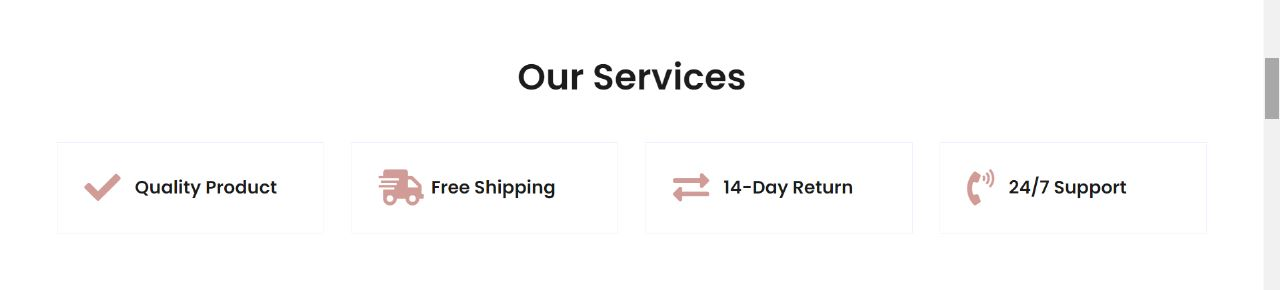 Our Services
Quality Product
Free Shipping
14-Day Return
24/7 Support